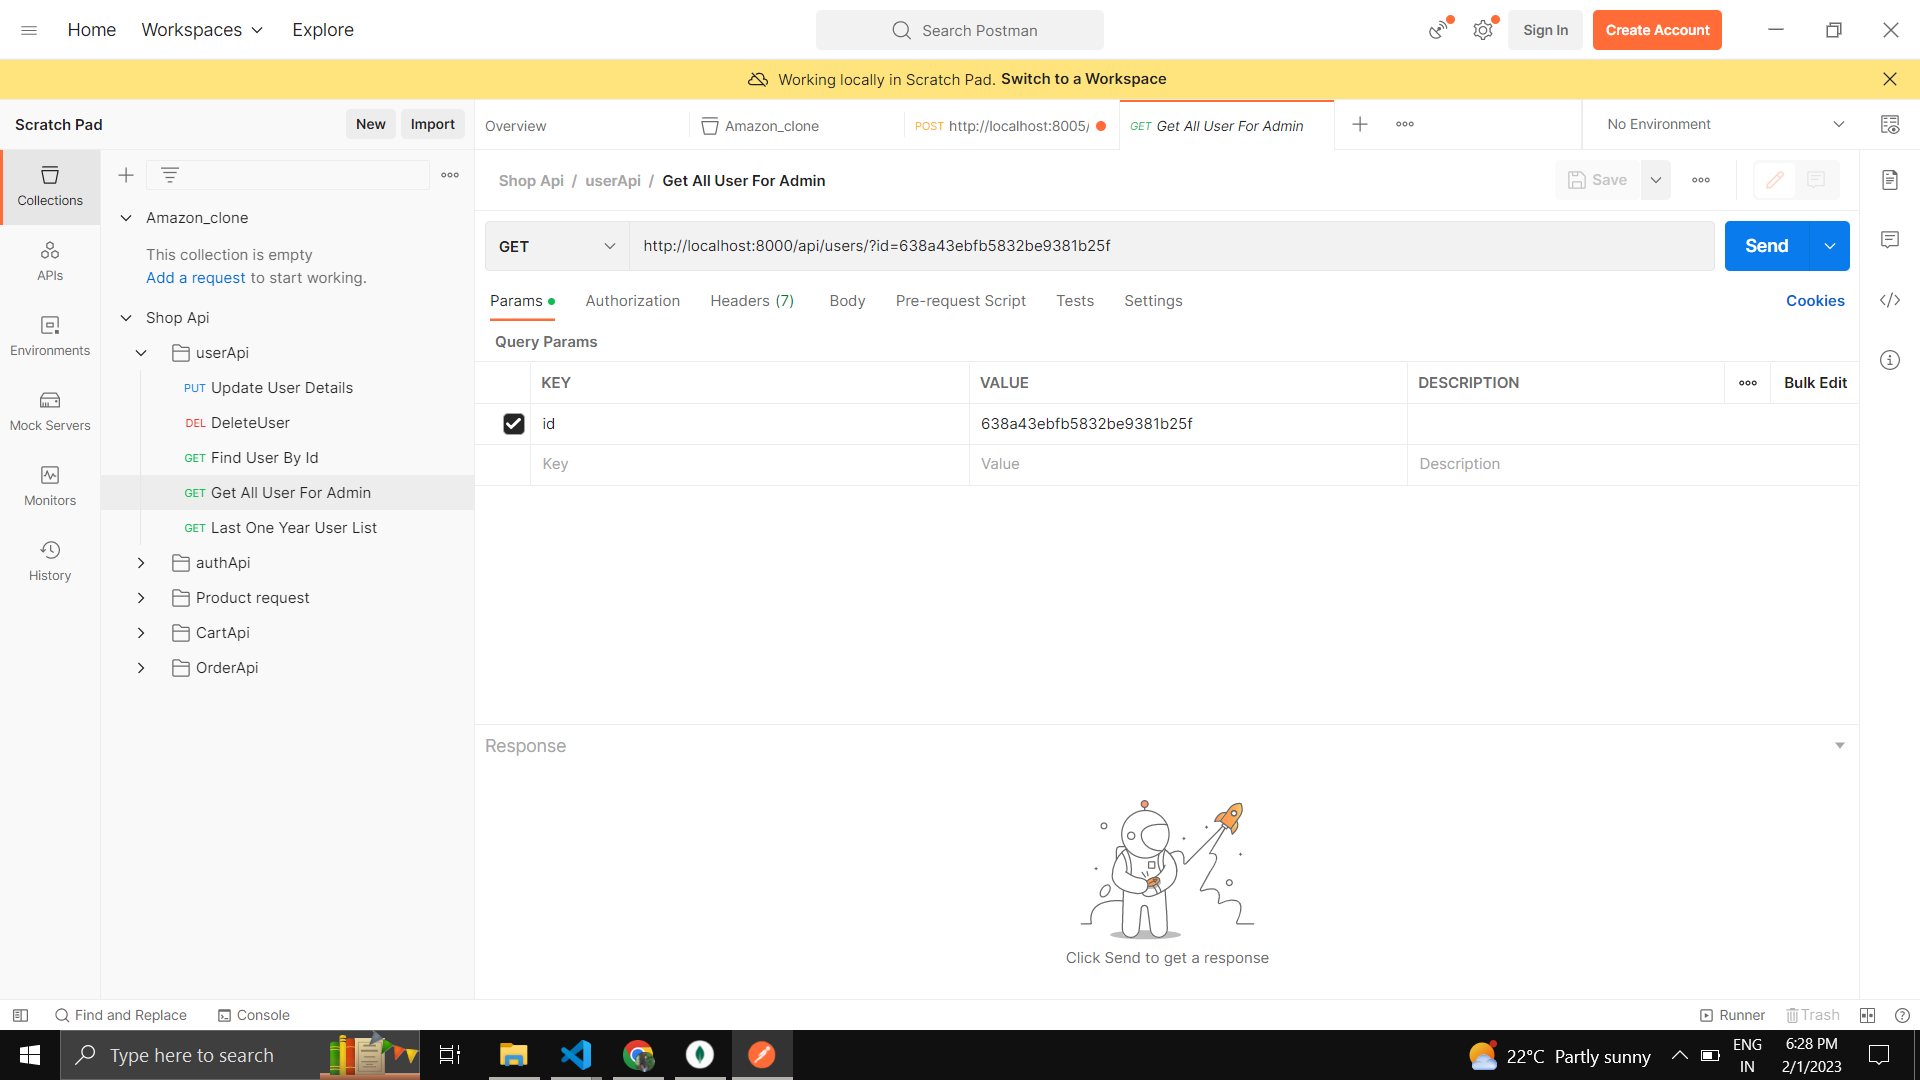 Home Workspaces Explore Search Postman Sign In Create Account
Working locally in Scratch Pad. Switch to a Workspace
Scratch Pad New Import Overview Amazon_clone POST http://localhost:8005/ GET Get All User For Admin No Environment
Collections
APIs
Environments
Mock Servers
Monitors
History
Amazon_clone
This collection is empty
Add a request to start working.
Shop Api
userApi
PUT Update User Details
DEL DeleteUser
GET Find User By Id
GET Get All User For Admin
GET Last One Year User List
authApi
Product request
CartApi
OrderApi
Shop Api / userApi / Get All User For Admin Save
GET http://localhost:8000/api/users/?id=638a43ebfb5832be9381b25f Send
Params Authorization Headers (7) Body Pre-request Script Tests Settings Cookies
Query Params
KEY VALUE DESCRIPTION Bulk Edit
id 638a43ebfb5832be9381b25f
Key Value Description
Response
Click Send to get a response
Find and Replace Console Runner Trash
Type here to search 22°C Partly sunny ENG IN 6:28 PM 2/1/2023